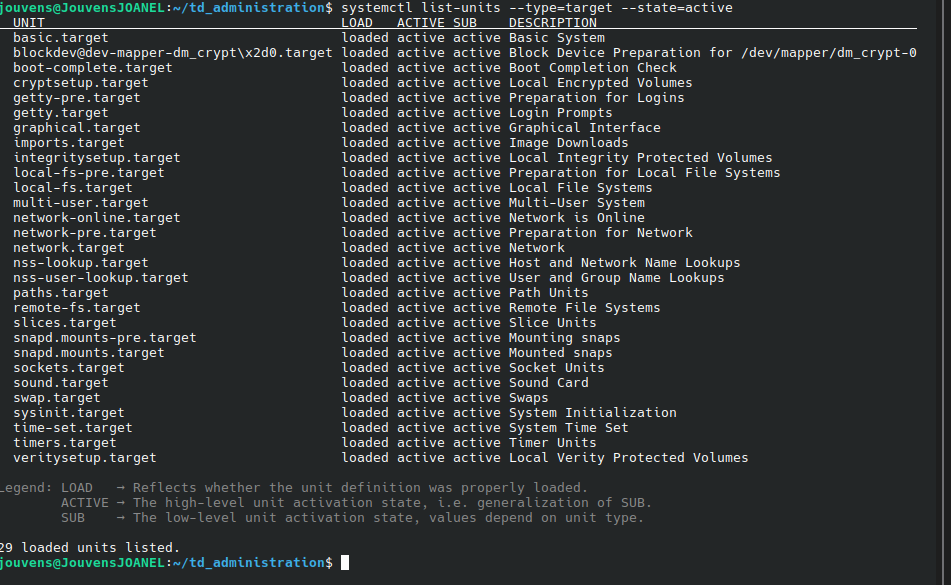 jouvens@JouvensJOANEL:~/td_administration$ systemctl list-units --type=target --state=active
UNIT LOAD ACTIVE SUB DESCRIPTION
basic.target loaded active active Basic System
blockdev@dev-mapper-dm_crypt\x2d0.target loaded active active Block Device Preparation for /dev/mapper/dm_crypt-0
boot-complete.target loaded active active Boot Completion Check
cryptsetup.target loaded active active Local Encrypted Volumes
getty-pre.target loaded active active Preparation for Logins
getty.target loaded active active Login Prompts
graphical.target loaded active active Graphical Interface
imports.target loaded active active Image Downloads
integritysetup.target loaded active active Local Integrity Protected Volumes
local-fs-pre.target loaded active active Preparation for Local File Systems
local-fs.target loaded active active Local File Systems
multi-user.target loaded active active Multi-User System
network-online.target loaded active active Network is Online
network-pre.target loaded active active Preparation for Network
network.target loaded active active Network
nss-lookup.target loaded active active Host and Network Name Lookups
nss-user-lookup.target loaded active active User and Group Name Lookups
paths.target loaded active active Path Units
remote-fs.target loaded active active Remote File Systems
slices.target loaded active active Slice Units
snapd.mounts-pre.target loaded active active Mounting snaps
snapd.mounts.target loaded active active Mounted snaps
sockets.target loaded active active Socket Units
sound.target loaded active active Sound Card
swap.target loaded active active Swaps
sysinit.target loaded active active System Initialization
time-set.target loaded active active System Time Set
timers.target loaded active active Timer Units
veritysetup.target loaded active active Local Verity Protected Volumes
Legend: LOAD → Reflects whether the unit definition was properly loaded.
ACTIVE → The high-level unit activation state, i.e. generalization of SUB.
SUB → The low-level unit activation state, values depend on unit type.
29 loaded units listed.
jouvens@JouvensJOANEL:~/td_administration$